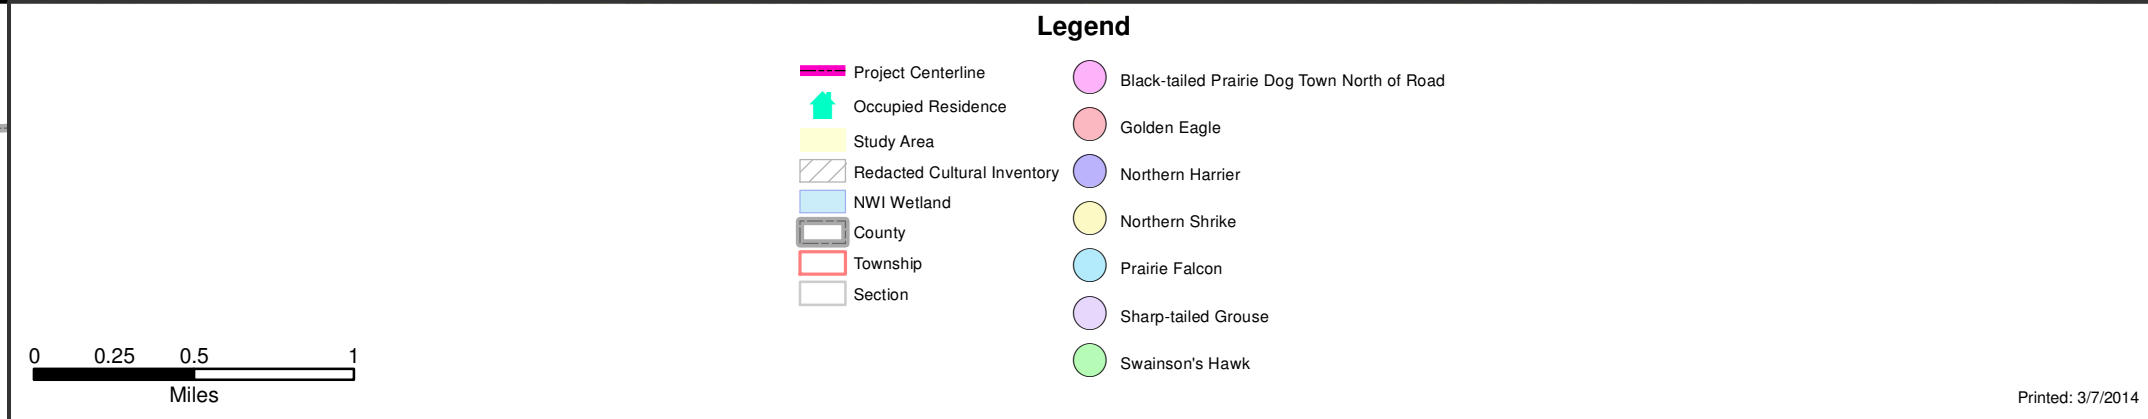 Legend
Project Centerline
Occupied Residence
Study Area
Redacted Cultural Inventory
NWI Wetland
County
Township
Section
Black-tailed Prairie Dog Town North of Road
Golden Eagle
Northern Harrier
Northern Shrike
Prairie Falcon
Sharp-tailed Grouse
Swainson's Hawk
0 0.25 0.5 1
Miles
Printed: 3/7/2014